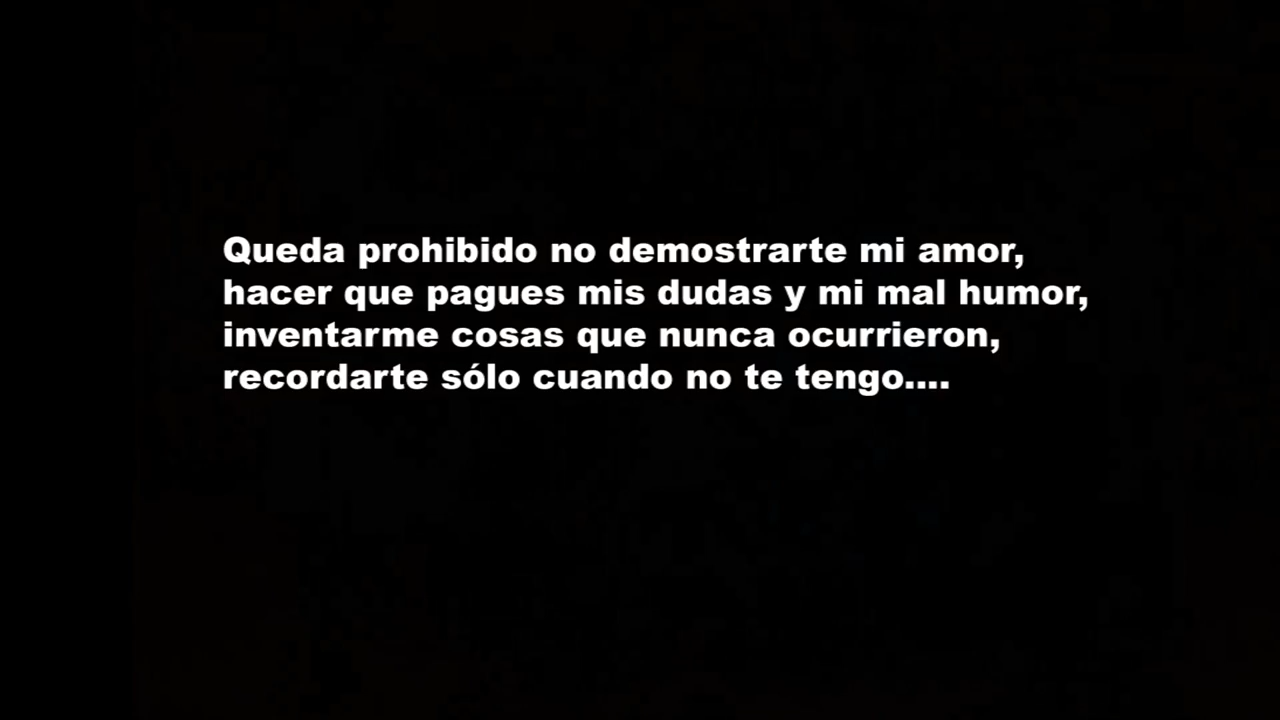 Queda prohibido no demostrarte mi amor,
hacer que pagues mis dudas y mi mal humor,
inventarme cosas que nunca ocurrieron,
recordarte sólo cuando no te tengo....